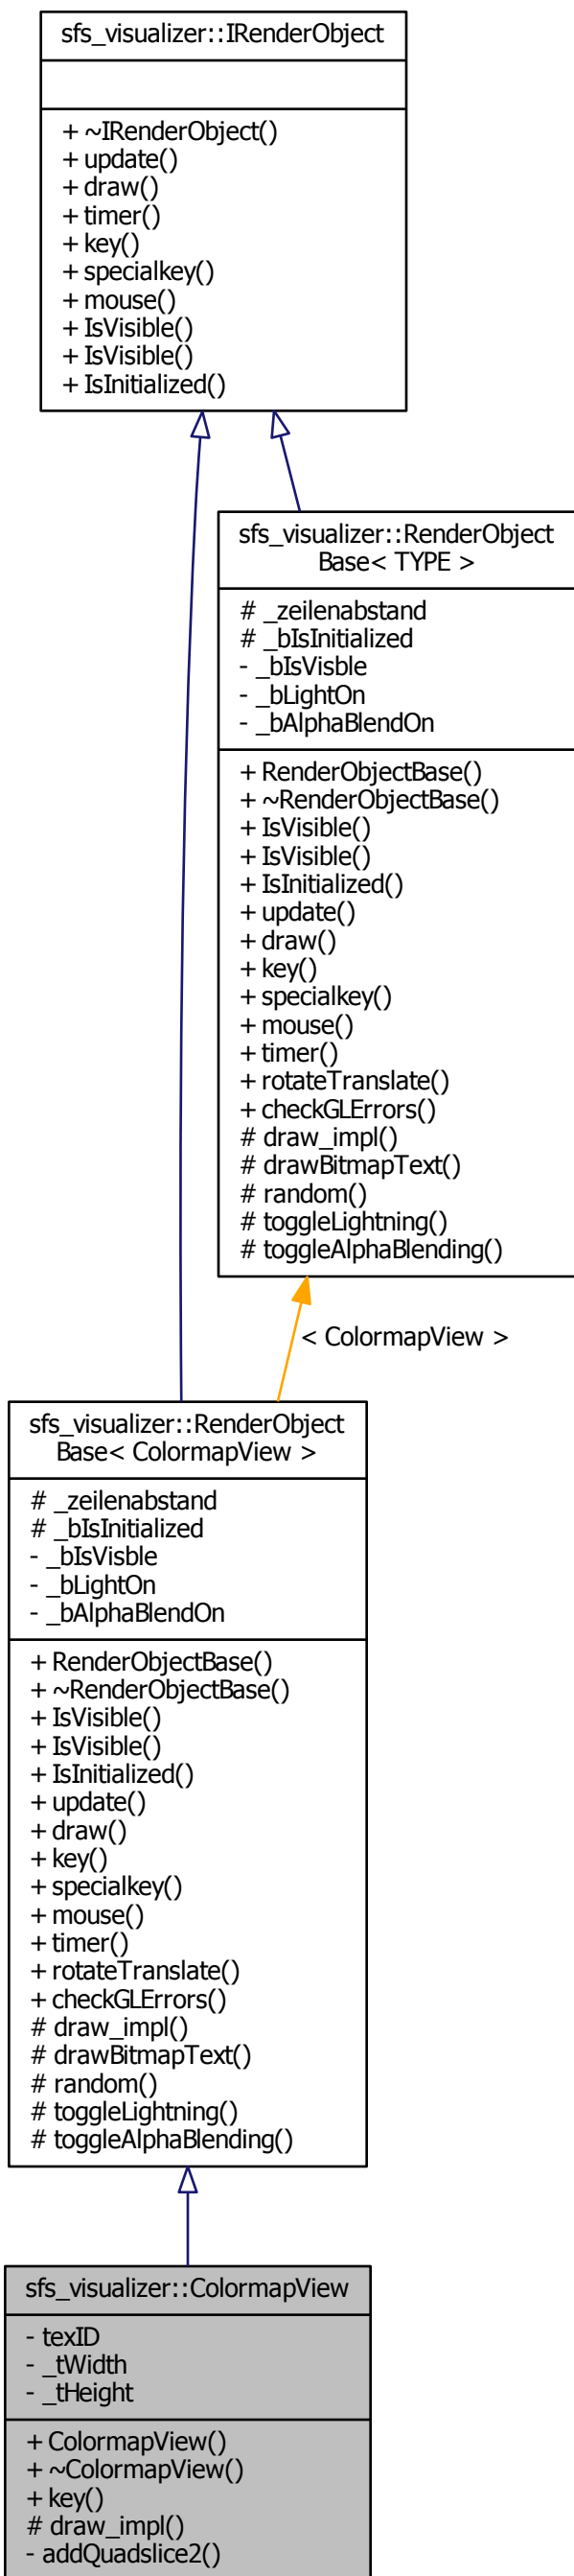 sfs_visualizer::IRenderObject
+ ~IRenderObject()
+ update()
+ draw()
+ timer()
+ key()
+ specialkey()
+ mouse()
+ IsVisible()
+ IsVisible()
+ IsInitialized()
sfs_visualizer::RenderObject
Base< TYPE >
# _zeilenabstand
# _bIsInitialized
- _bIsVisble
- _bLightOn
- _bAlphaBlendOn
+ RenderObjectBase()
+ ~RenderObjectBase()
+ IsVisible()
+ IsVisible()
+ IsInitialized()
+ update()
+ draw()
+ key()
+ specialkey()
+ mouse()
+ timer()
+ rotateTranslate()
+ checkGLErrors()
# draw_impl()
# drawBitmapText()
# random()
# toggleLightning()
# toggleAlphaBlending()
< ColormapView >
sfs_visualizer::RenderObject
Base< ColormapView >
# _zeilenabstand
# _bIsInitialized
- _bIsVisble
- _bLightOn
- _bAlphaBlendOn
+ RenderObjectBase()
+ ~RenderObjectBase()
+ IsVisible()
+ IsVisible()
+ IsInitialized()
+ update()
+ draw()
+ key()
+ specialkey()
+ mouse()
+ timer()
+ rotateTranslate()
+ checkGLErrors()
# draw_impl()
# drawBitmapText()
# random()
# toggleLightning()
# toggleAlphaBlending()
sfs_visualizer::ColormapView
- texID
- _tWidth
- _tHeight
+ ColormapView()
+ ~ColormapView()
+ key()
# draw_impl()
- addQuadslice2()